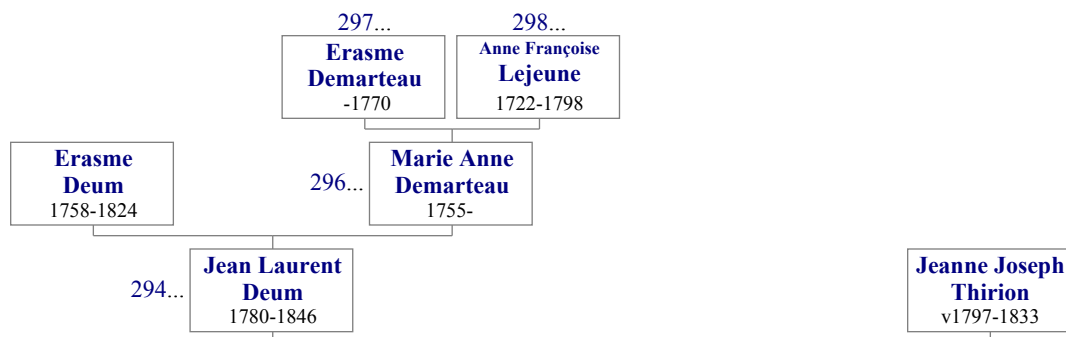 297...
298...
Erasme
Demarteau
-1770
Anne Françoise
Lejeune
1722-1798
Erasme
Deum
1758-1824
296...
Marie Anne
Demarteau
1755-
294...
Jean Laurent
Deum
1780-1846
Jeanne Joseph
Thirion
v1797-1833